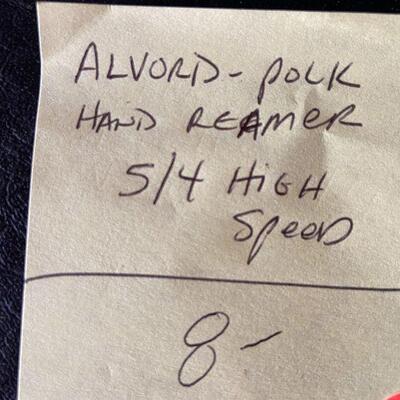 ALVORD-POLK
HAND REAMER
5/4 HIGH
SPEED
8-